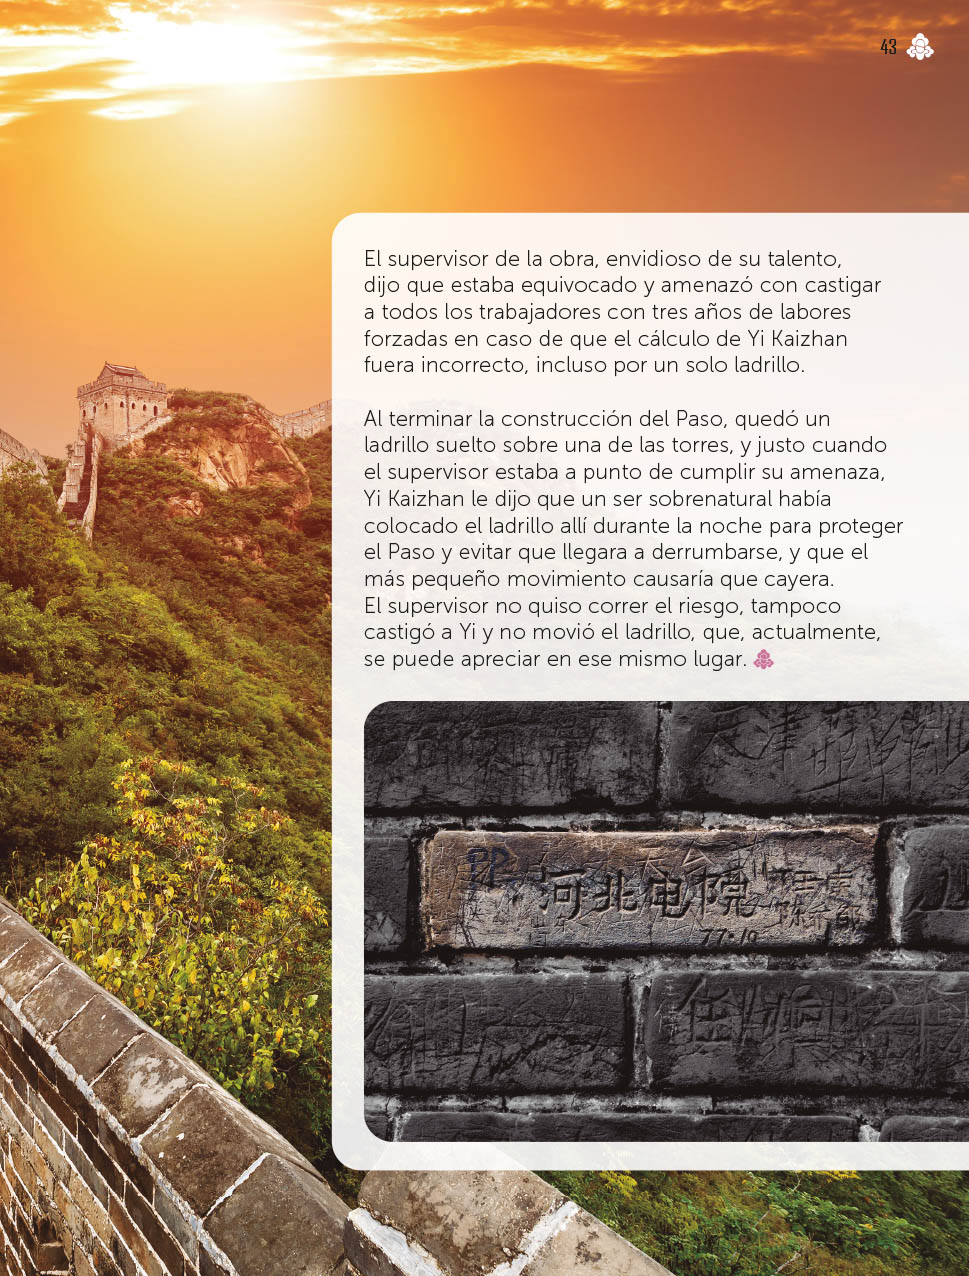 43
El supervisor de la obra, envidioso de su talento,
dijo que estaba equivocado y amenazó con castigar
a todos los trabajadores con tres años de labores
forzadas en caso de que el cálculo de Yi Kaizhan
fuera incorrecto, incluso por un solo ladrillo.
Al terminar la construcción del Paso, quedó un
ladrillo suelto sobre una de las torres, y justo cuando
el supervisor estaba a punto de cumplir su amenaza,
Yi Kaizhan le dijo que un ser sobrenatural había
colocado el ladrillo allí durante la noche para proteger
el Paso y evitar que llegara a derrumbarse, y que el
más pequeño movimiento causaría que cayera.
El supervisor no quiso correr el riesgo, tampoco
castigó a Yi y no movió el ladrillo, que, actualmente,
se puede apreciar en ese mismo lugar.
天津
PP
河北电院
77·10